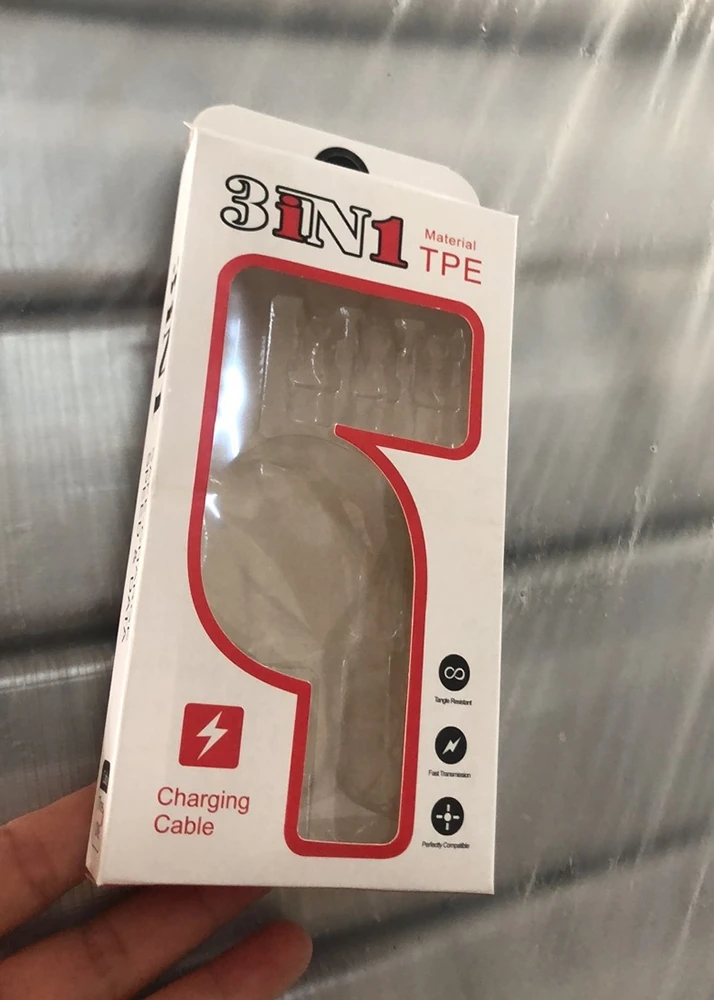 3iN1
Material
TPE
Tangle Resistant
Fast Transmission
Perfectly Compatible
Charging
Cable